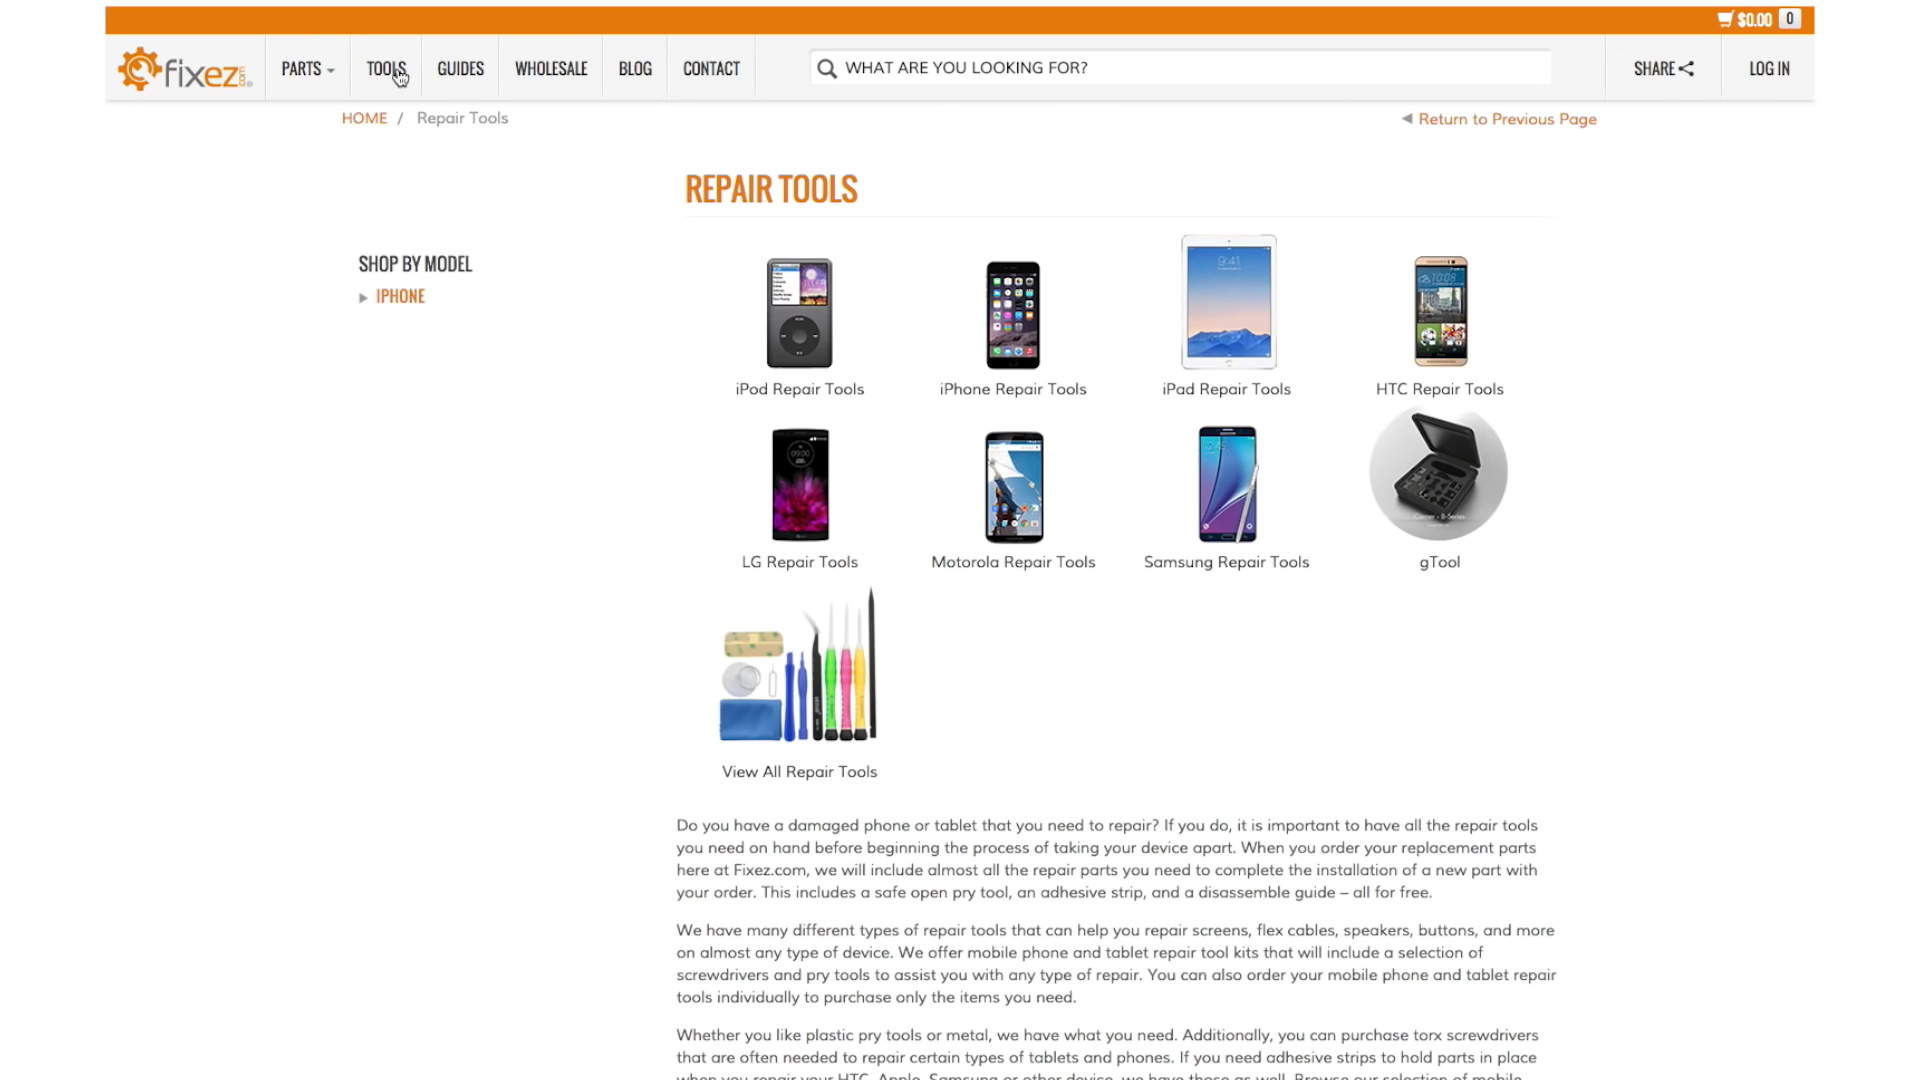 $0.00 0
fixez.com
PARTS TOOLS GUIDES WHOLESALE BLOG CONTACT WHAT ARE YOU LOOKING FOR? SHARE LOG IN
HOME / Repair Tools
Return to Previous Page
REPAIR TOOLS
SHOP BY MODEL
IPHONE
iPod Repair Tools
iPhone Repair Tools
9:41
iPad Repair Tools
10:08
HTC Repair Tools
09:00
LG Repair Tools
Motorola Repair Tools
12:45
Samsung Repair Tools
gTool
View All Repair Tools
Do you have a damaged phone or tablet that you need to repair? If you do, it is important to have all the repair tools
you need on hand before beginning the process of taking your device apart. When you order your replacement parts
here at Fixez.com, we will include almost all the repair parts you need to complete the installation of a new part with
your order. This includes a safe open pry tool, an adhesive strip, and a disassemble guide – all for free.
We have many different types of repair tools that can help you repair screens, flex cables, speakers, buttons, and more
on almost any type of device. We offer mobile phone and tablet repair tool kits that will include a selection of
screwdrivers and pry tools to assist you with any type of repair. You can also order your mobile phone and tablet repair
tools individually to purchase only the items you need.
Whether you like plastic pry tools or metal, we have what you need. Additionally, you can purchase torx screwdrivers
that are often needed to repair certain types of tablets and phones. If you need adhesive strips to hold parts in place
when you repair your HTC, Apple, Samsung or other device, we have those as well. Browse our selection of mobile